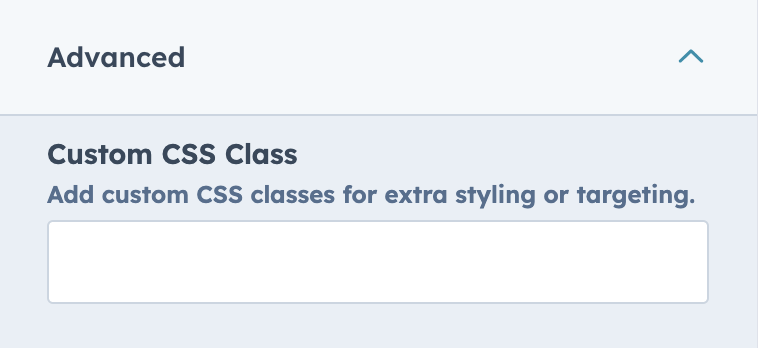 Advanced
Custom CSS Class
Add custom CSS classes for extra styling or targeting.